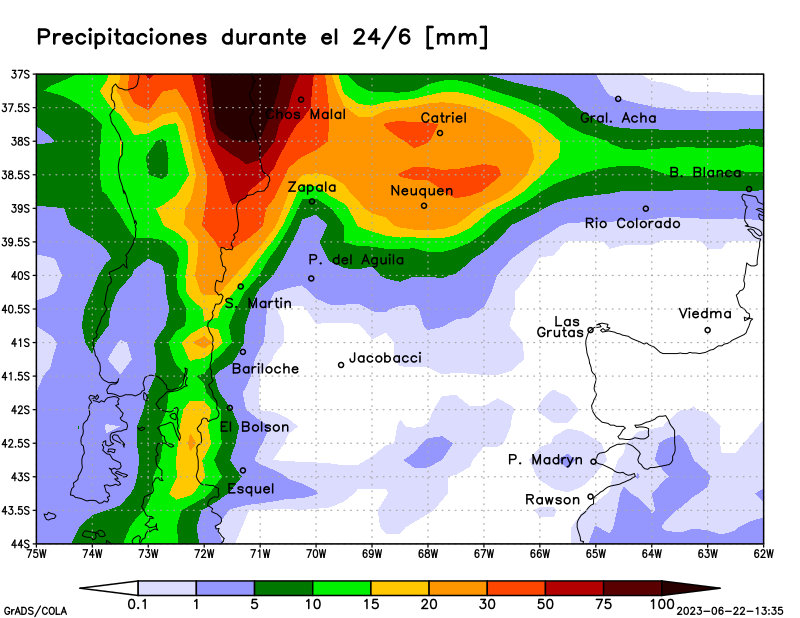 Precipitaciones durante el 24/6 [mm]
37S
37.5S
38S
38.5S
39S
39.5S
40S
40.5S
41S
41.5S
42S
42.5S
43S
43.5S
44S
Chos Malal
Catriel
Gral. Acha
B. Blanca
Zapala
Neuquen
Rio Colorado
P. del Aguila
S. Martin
Viedma
Las
Grutas
Jacobacci
Bariloche
El Bolson
P. Madryn
Esquel
Rawson
75W 74W 73W 72W 71W 70W 69W 68W 67W 66W 65W 64W 63W 62W
0.1 1 5 10 15 20 30 50 75 100
GrADS/COLA
2023-06-22-13:35